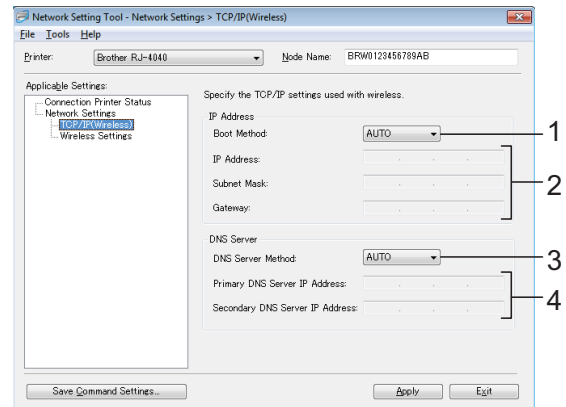 Network Setting Tool - Network Settings > TCP/IP(Wireless)
File Tools Help
Printer: Brother RJ-4040 Node Name: BRW0123456789AB
Applicable Settings:
Connection Printer Status
Network Settings
TCP/IP(Wireless)
Wireless Settings
Specify the TCP/IP settings used with wireless.
IP Address
Boot Method: AUTO 1
IP Address:
Subnet Mask: 2
Gateway:
DNS Server
DNS Server Method: AUTO 3
Primary DNS Server IP Address:
4
Secondary DNS Server IP Address:
Save Command Settings... Apply Exit